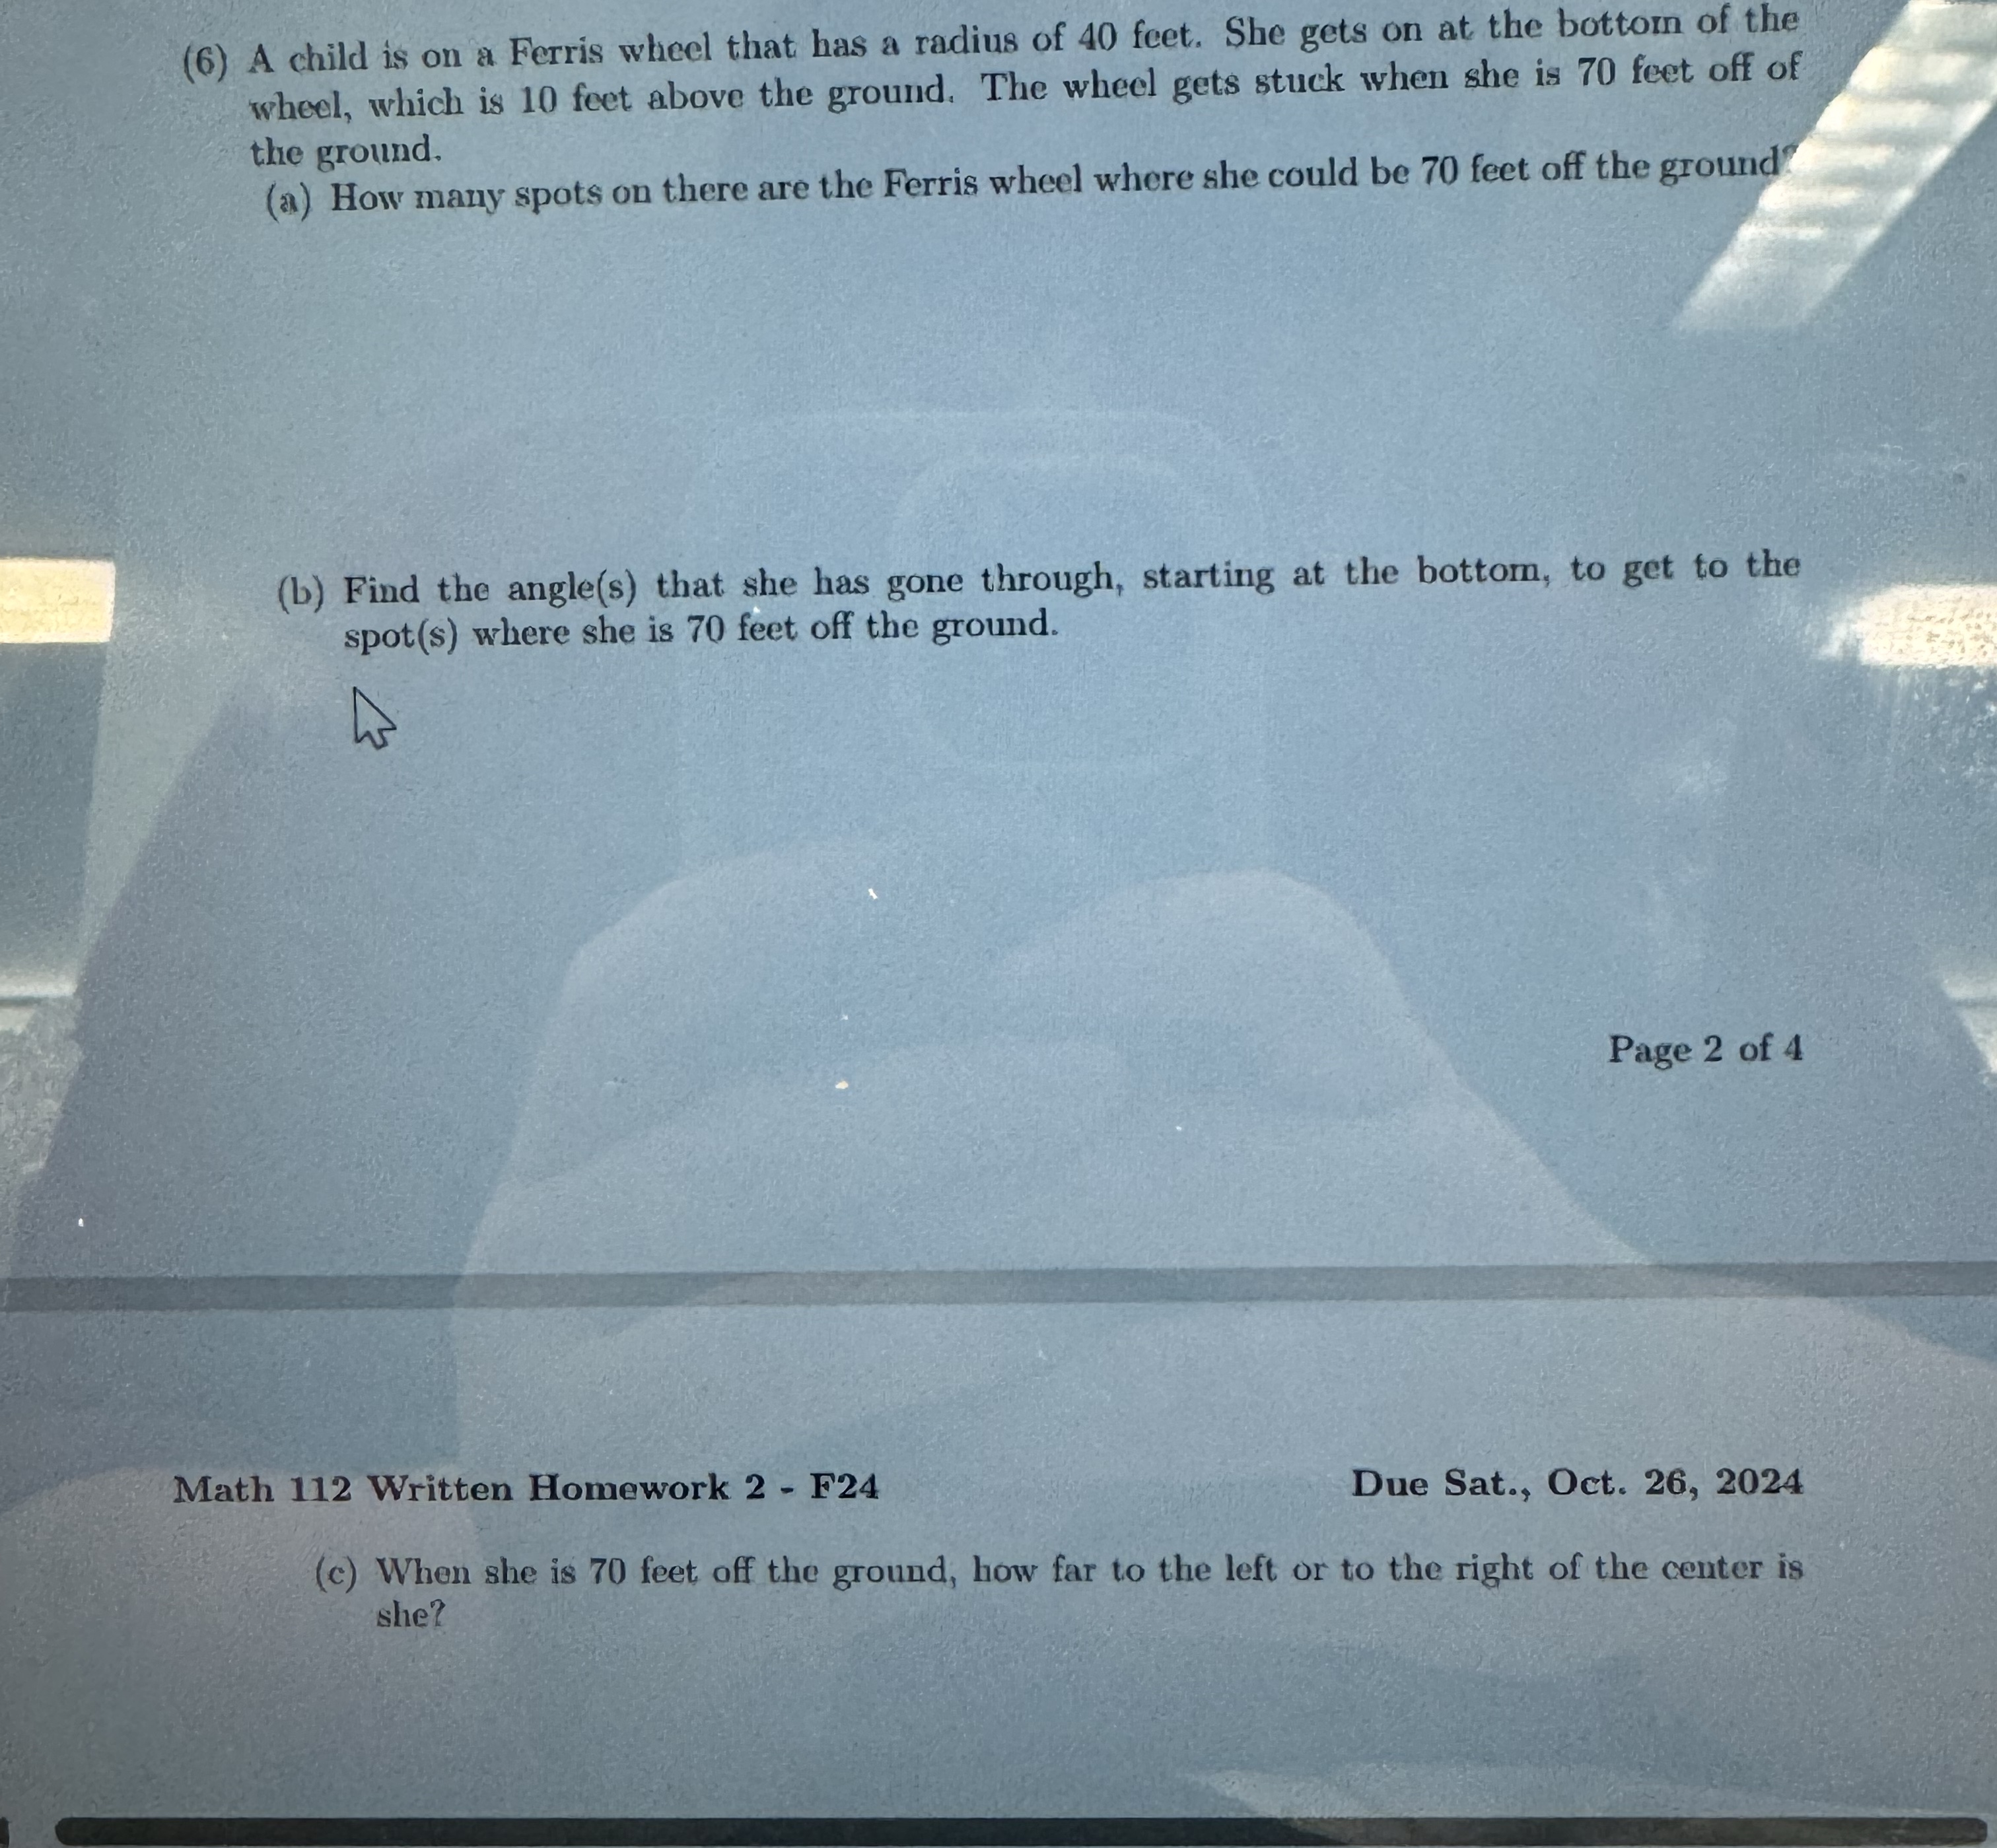 (6) A child is on a Ferris wheel that has a radius of 40 feet. She gets on at the bottom of the
wheel, which is 10 feet above the ground. The wheel gets stuck when she is 70 feet off of
the ground.
(a) How many spots on there are the Ferris wheel where she could be 70 feet off the ground?
(b) Find the angle(s) that she has gone through, starting at the bottom, to get to the
spot(s) where she is 70 feet off the ground.
Page 2 of 4
Math 112 Written Homework 2 - F24 Due Sat., Oct. 26, 2024
(c) When she is 70 feet off the ground, how far to the left or to the right of the center is
she?